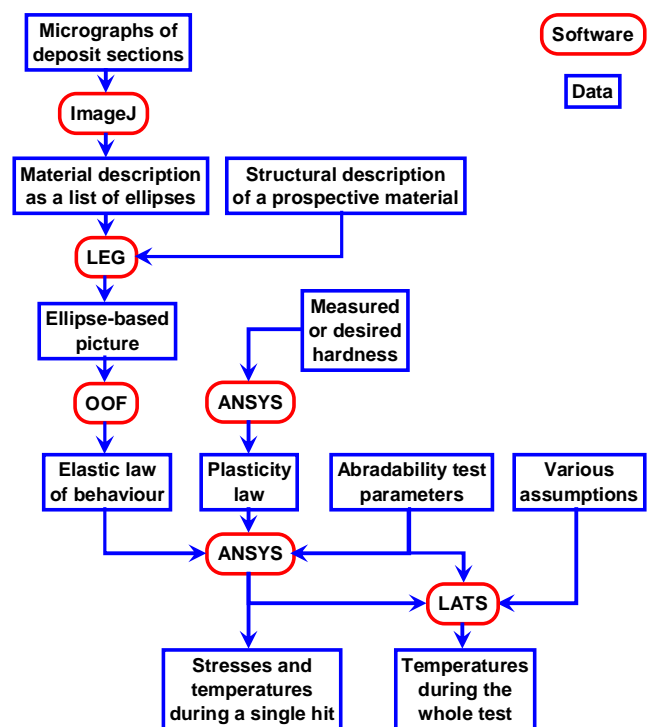 Micrographs of
deposit sections
Software
Data
ImageJ
Material description
as a list of ellipses
Structural description
of a prospective material
LEG
Ellipse-based
picture
Measured
or desired
hardness
OOF
ANSYS
Elastic law
of behaviour
Plasticity
law
Abradability test
parameters
Various
assumptions
ANSYS
LATS
Stresses and
temperatures
during a single hit
Temperatures
during the
whole test